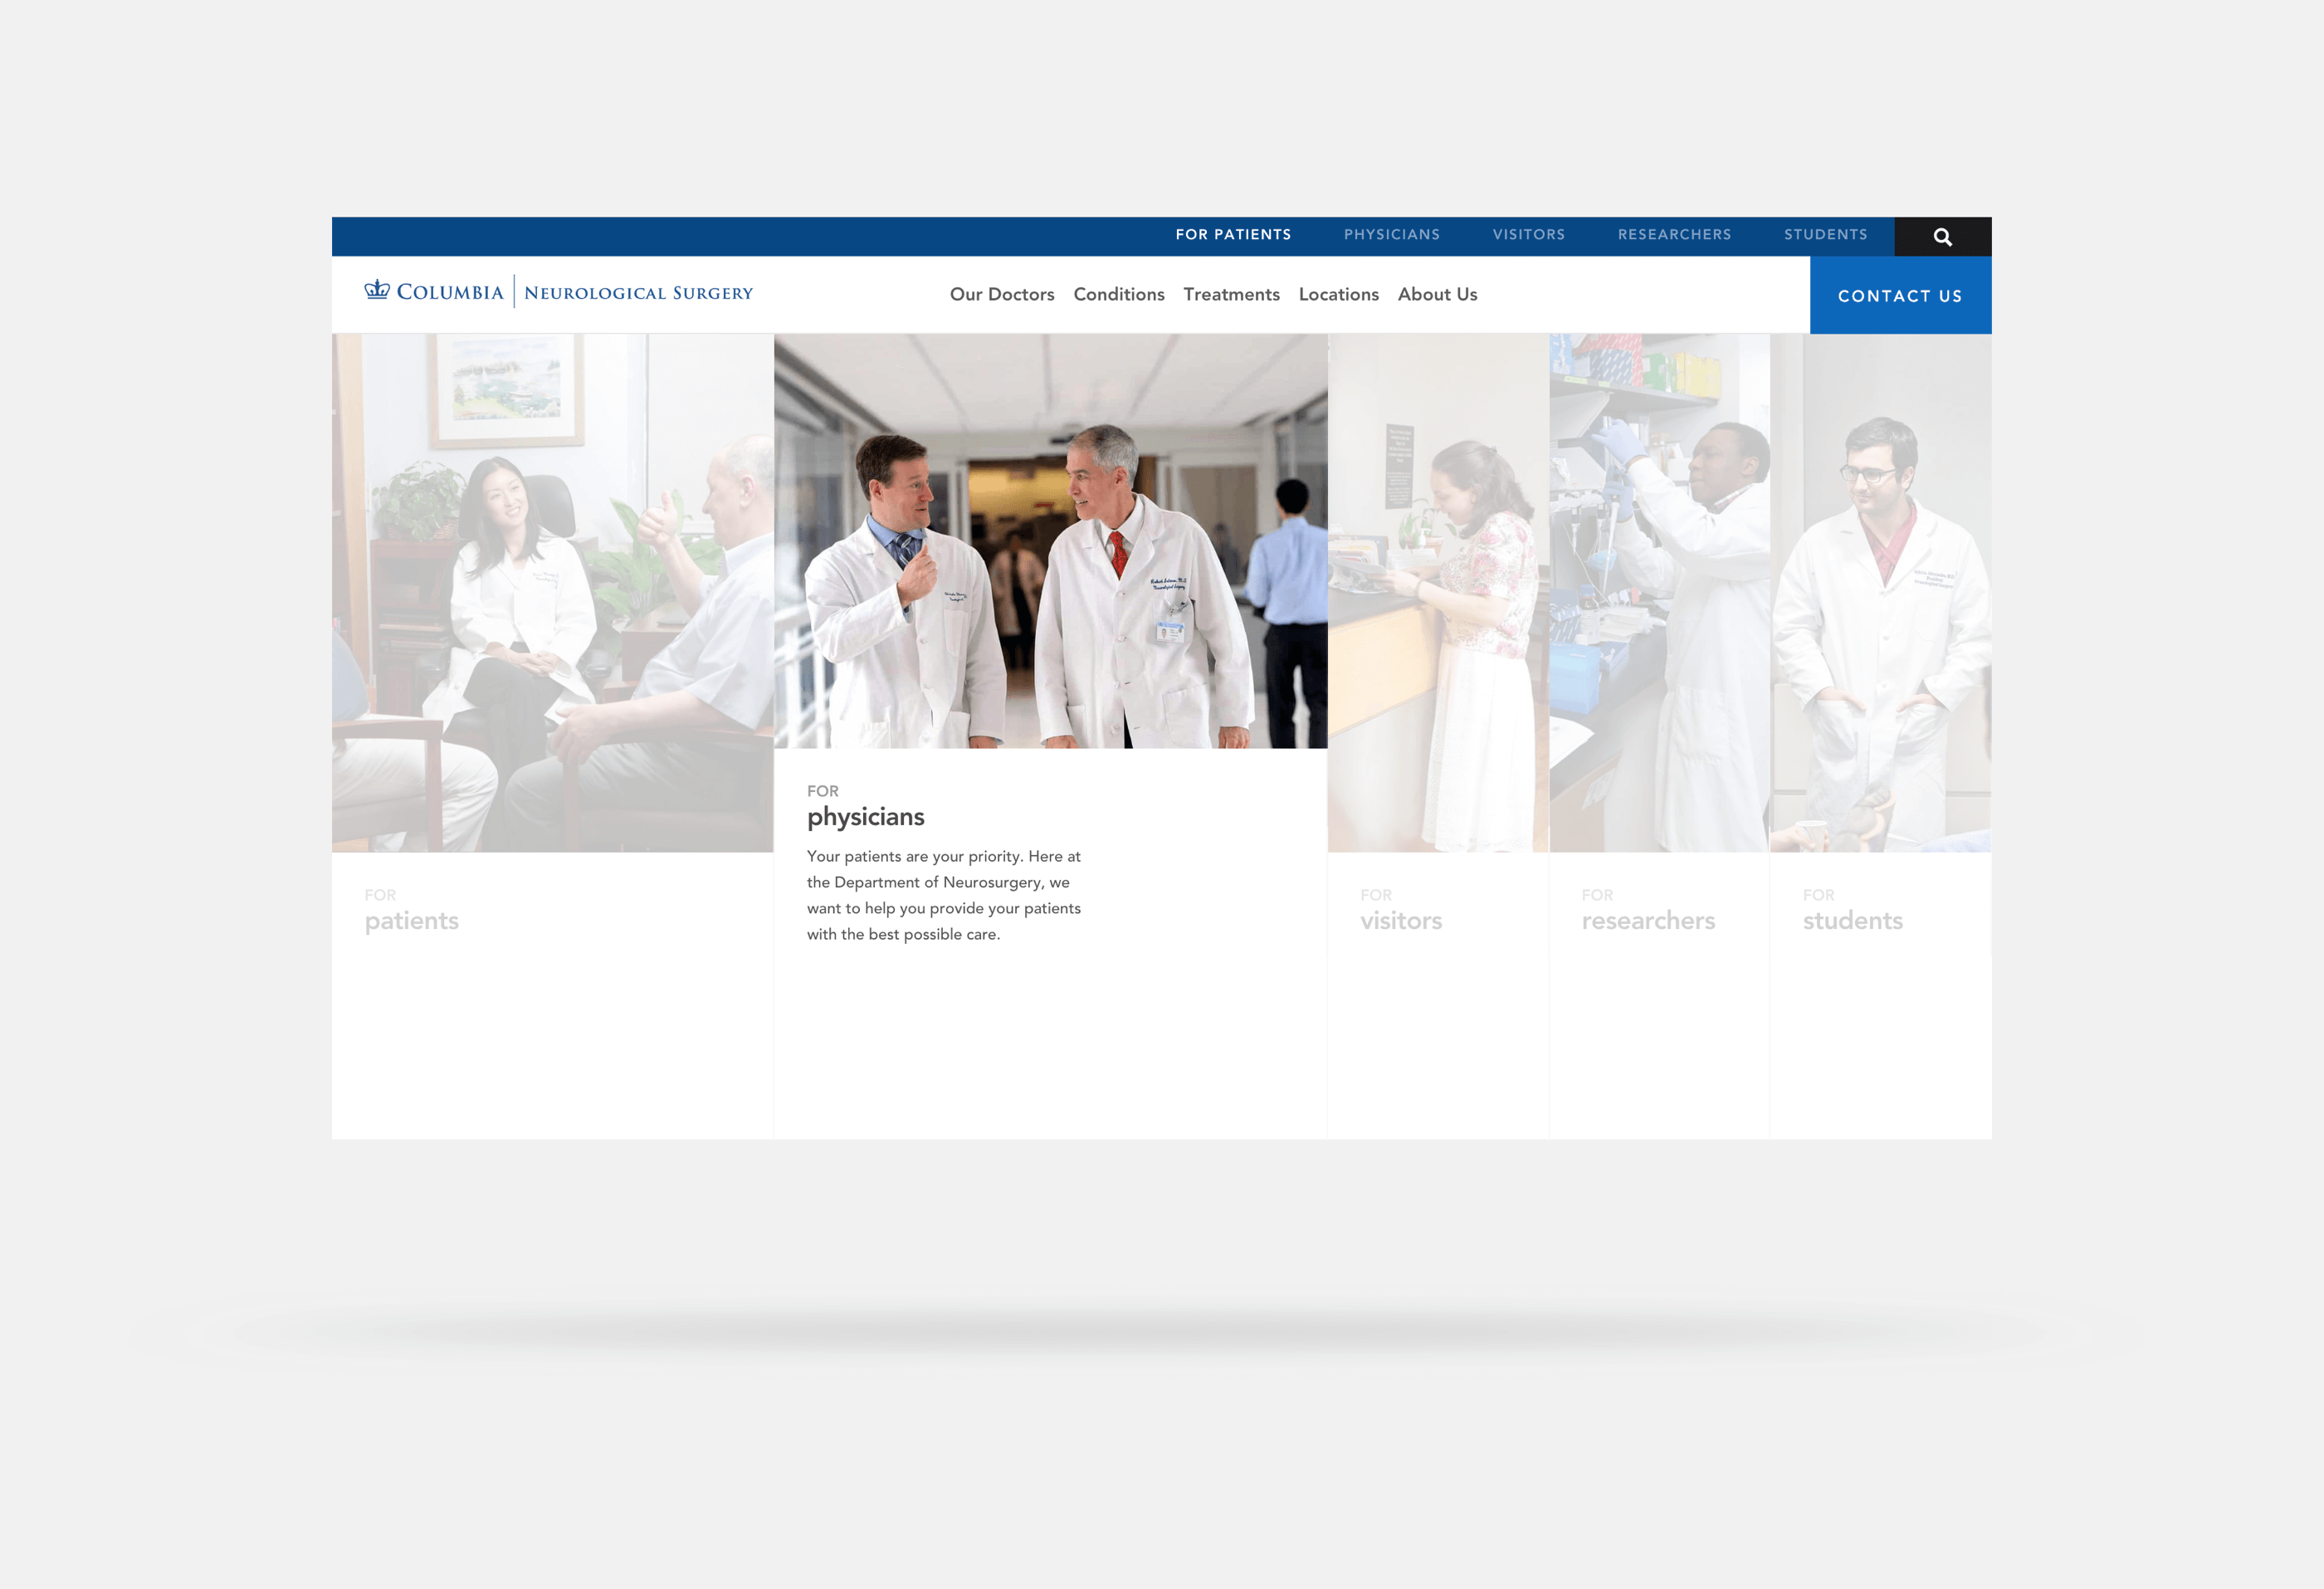 FOR PATIENTS PHYSICIANS VISITORS RESEARCHERS STUDENTS
COLUMBIA NEUROLOGICAL SURGERY
Our Doctors Conditions Treatments Locations About Us
CONTACT US
FOR
patients
FOR
physicians
Your patients are your priority. Here at
the Department of Neurosurgery, we
want to help you provide your patients
with the best possible care.
FOR
visitors
FOR
researchers
FOR
students